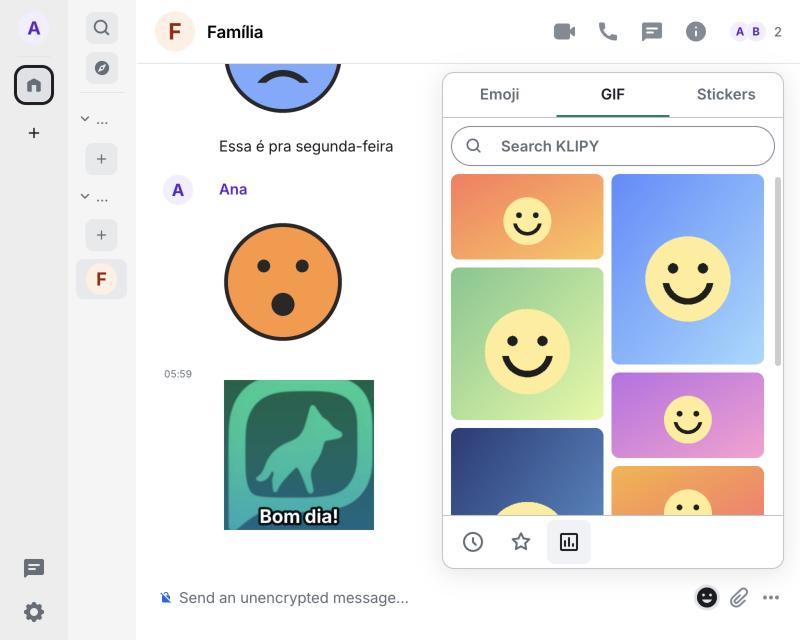 A
...
...
F
F
Família
A B 2
Essa é pra segunda-feira
A Ana
05:59
Bom dia!
Emoji GIF Stickers
Search KLIPY
Send an unencrypted message...